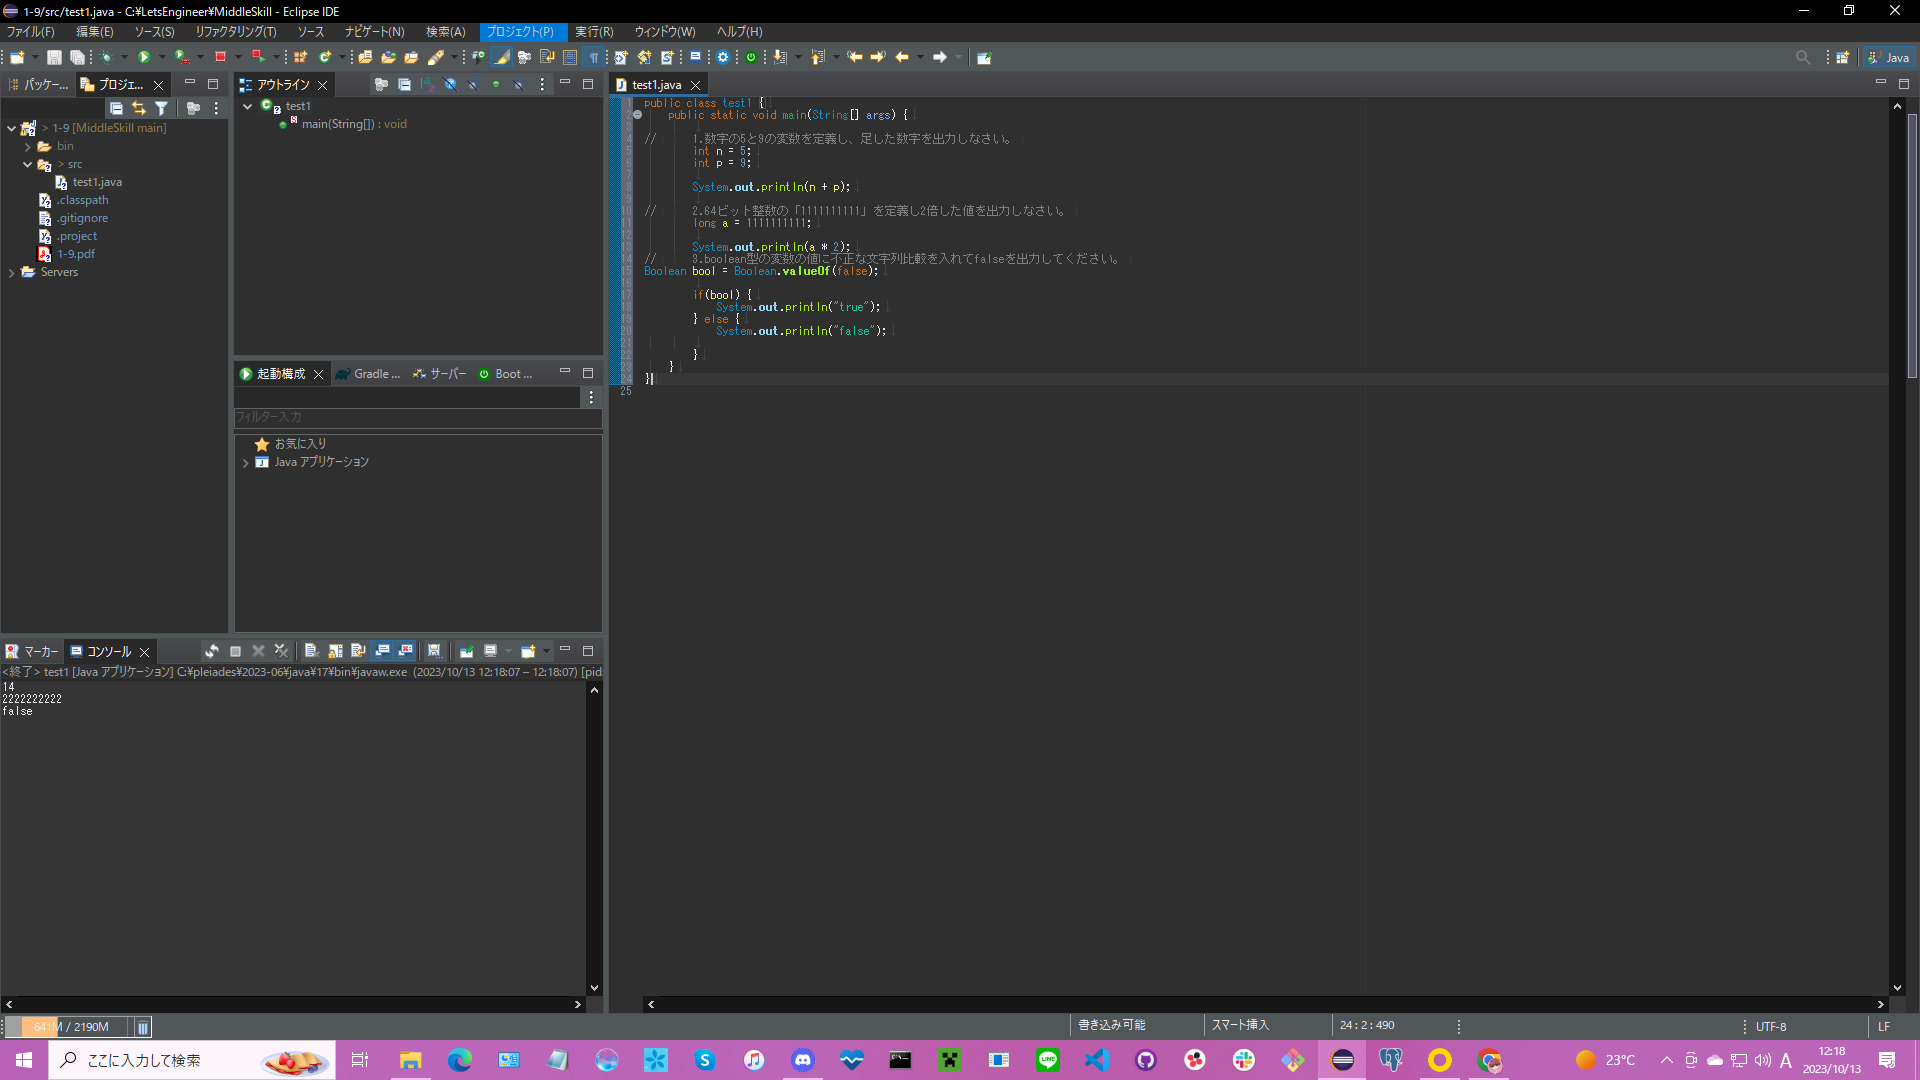 1-9/src/test1.java - C:¥LetsEngineer¥MiddleSkill - Eclipse IDE
ファイル(F) 編集(E) ソース(S) リファクタリング(T) ソース ナビゲート(N) 検索(A) プロジェクト(P) 実行(R) ウィンドウ(W) ヘルプ(H)
Java
パッケー... プロジェ...
> 1-9 [MiddleSkill main]
bin
> src
test1.java
.classpath
.gitignore
.project
1-9.pdf
Servers
アウトライン
test1
main(String[]) : void
起動構成 Gradle ... サーバー Boot ...
フィルター入力
お気に入り
Java アプリケーション
test1.java
1 public class test1 {
2 public static void main(String[] args) {
3
4 // 1.数字の5と9の変数を定義し、足した数字を出力しなさい。
5 int n = 5;
6 int p = 9;
7
8 System.out.println(n + p);
9
10 // 2.64ビット整数の「1111111111」を定義し2倍した値を出力しなさい。
11 long a = 1111111111;
12
13 System.out.println(a * 2);
14 // 3.boolean型の変数の値に不正な文字列比較を入れてfalseを出力してください。
15 Boolean bool = Boolean.valueOf(false);
16
17 if(bool) {
18 System.out.println("true");
19 } else {
20 System.out.println("false");
21
22 }
23 }
24 }
25
マーカー コンソール
<終了> test1 [Java アプリケーション] C:¥pleiades¥2023-06¥java¥17¥bin¥javaw.exe (2023/10/13 12:18:07 – 12:18:07) [pid:
14
2222222222
false
641M / 2190M
書き込み可能
スマート挿入
24 : 2 : 490
UTF-8
LF
ここに入力して検索
LINE
23°C
A
12:18
2023/10/13